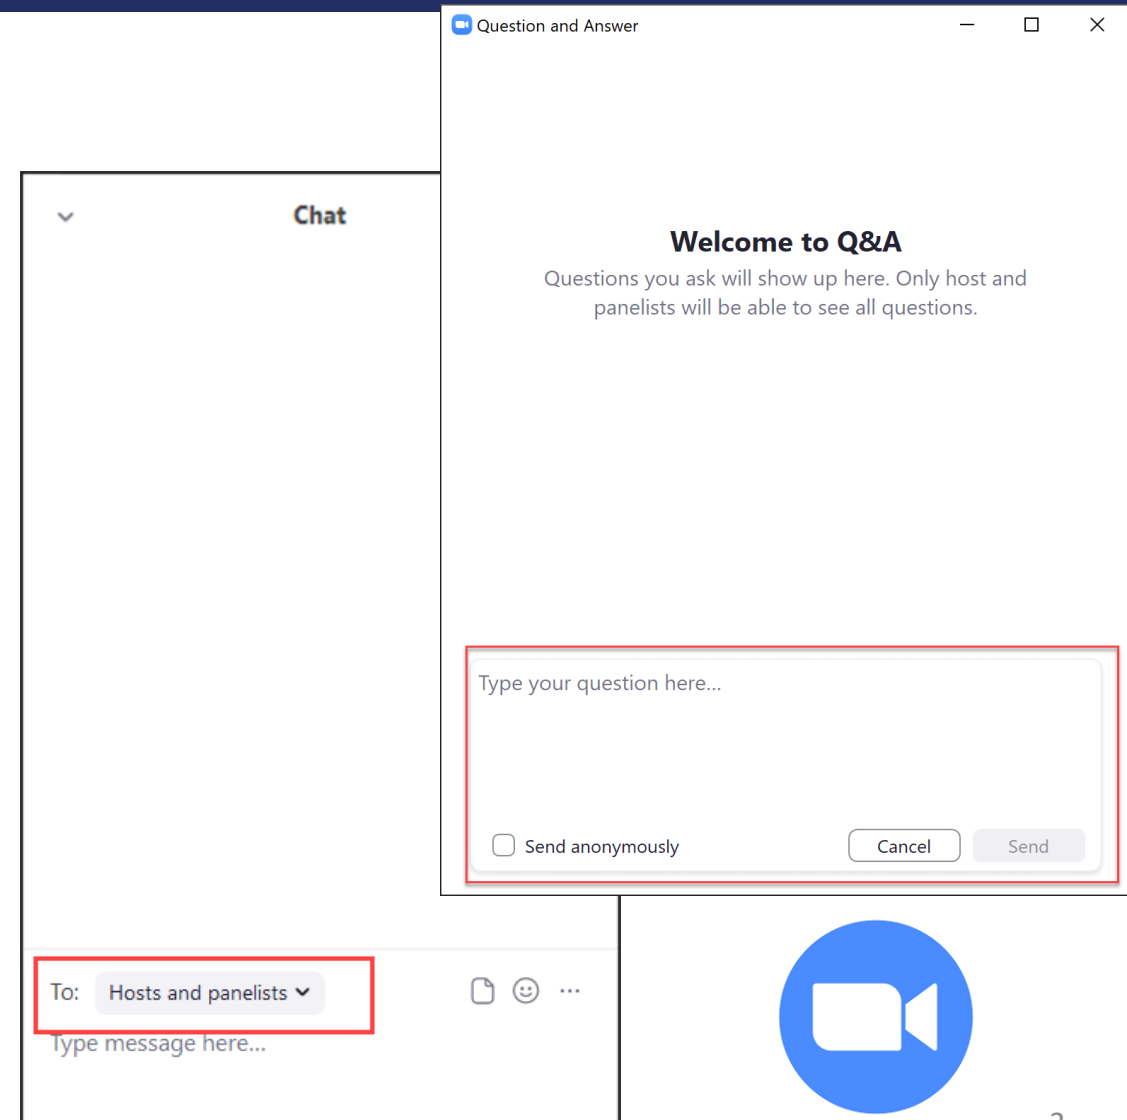 Question and Answer
Chat
Welcome to Q&A
Questions you ask will show up here. Only host and
panelists will be able to see all questions.
Type your question here...
Send anonymously
Cancel
Send
To: Hosts and panelists
Type message here...